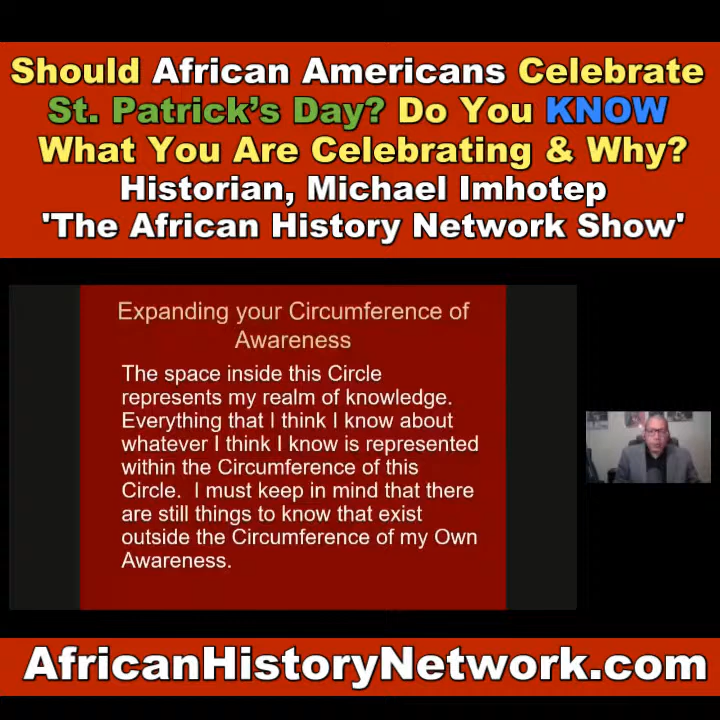 Should African Americans Celebrate
St. Patrick's Day? Do You KNOW
What You Are Celebrating & Why?
Historian, Michael Imhotep
'The African History Network Show'
Expanding your Circumference of
Awareness
The space inside this Circle
represents my realm of knowledge.
Everything that I think I know about
whatever I think I know is represented
within the Circumference of this
Circle. I must keep in mind that there
are still things to know that exist
outside the Circumference of my Own
Awareness.
AfricanHistoryNetwork.com